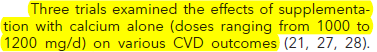 Three trials examined the effects of supplementa-
tion with calcium alone (doses ranging from 1000 to
1200 mg/d) on various CVD outcomes (21, 27, 28).